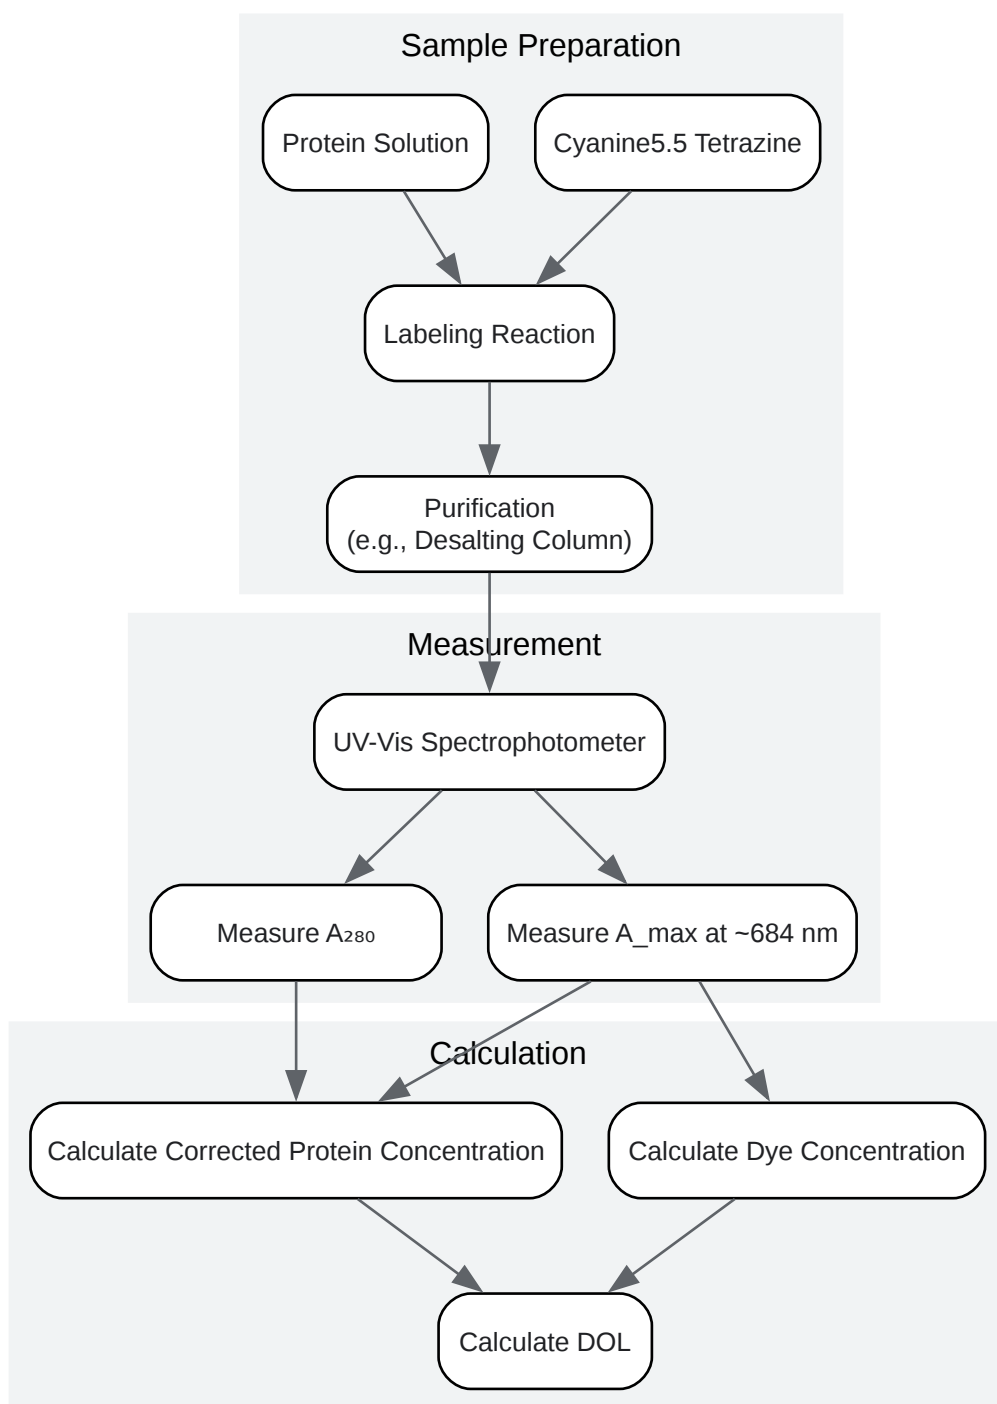 Sample Preparation
Protein Solution
Cyanine5.5 Tetrazine
Labeling Reaction
Purification
(e.g., Desalting Column)
Measurement
UV-Vis Spectrophotometer
Measure A₂₈₀
Measure A_max at ~684 nm
Calculation
Calculate Corrected Protein Concentration
Calculate Dye Concentration
Calculate DOL